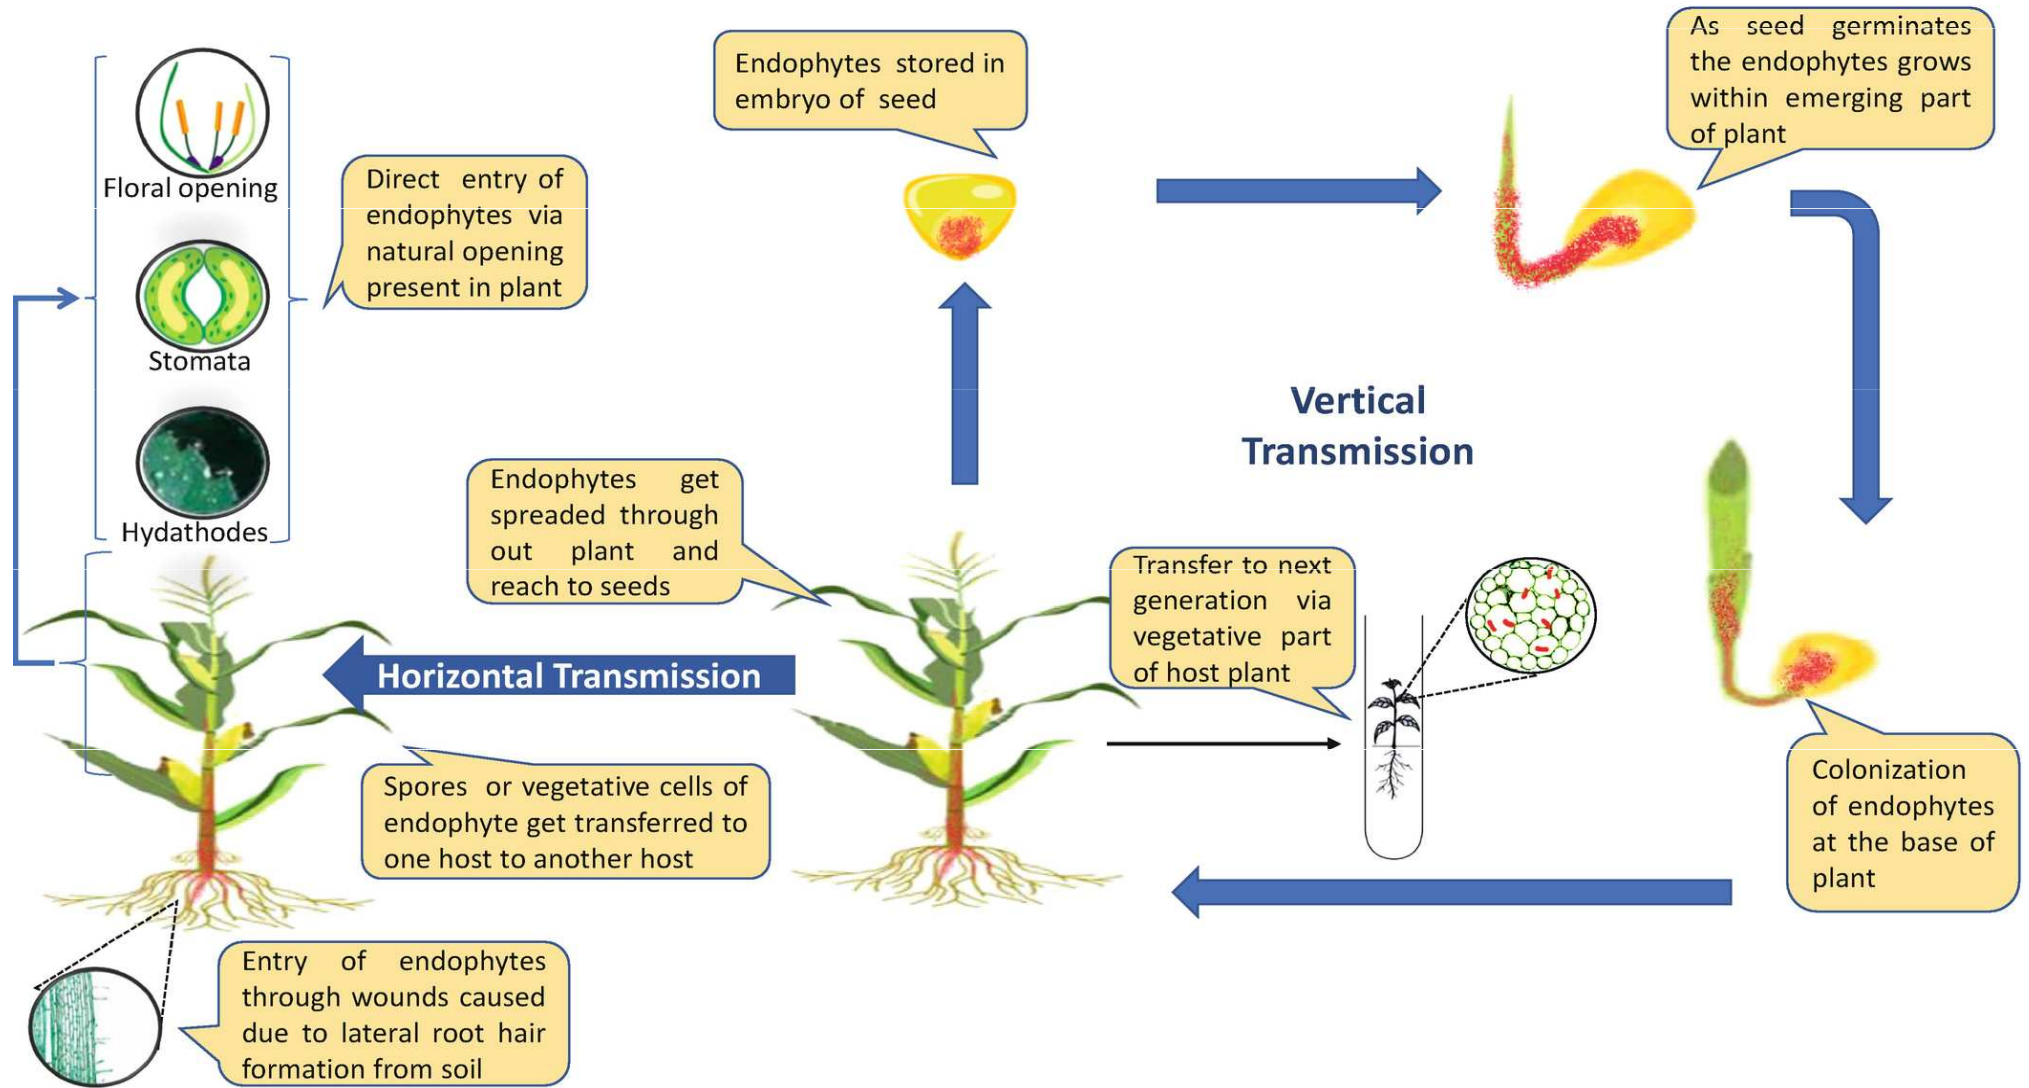 Floral opening
Stomata
Hydathodes
Direct entry of
endophytes via
natural opening
present in plant
Endophytes stored in
embryo of seed
As seed germinates
the endophytes grows
within emerging part
of plant
Vertical
Transmission
Endophytes get
spreaded through
out plant and
reach to seeds
Transfer to next
generation via
vegetative part
of host plant
Horizontal Transmission
Spores or vegetative cells of
endophyte get transferred to
one host to another host
Colonization
of endophytes
at the base of
plant
Entry of endophytes
through wounds caused
due to lateral root hair
formation from soil